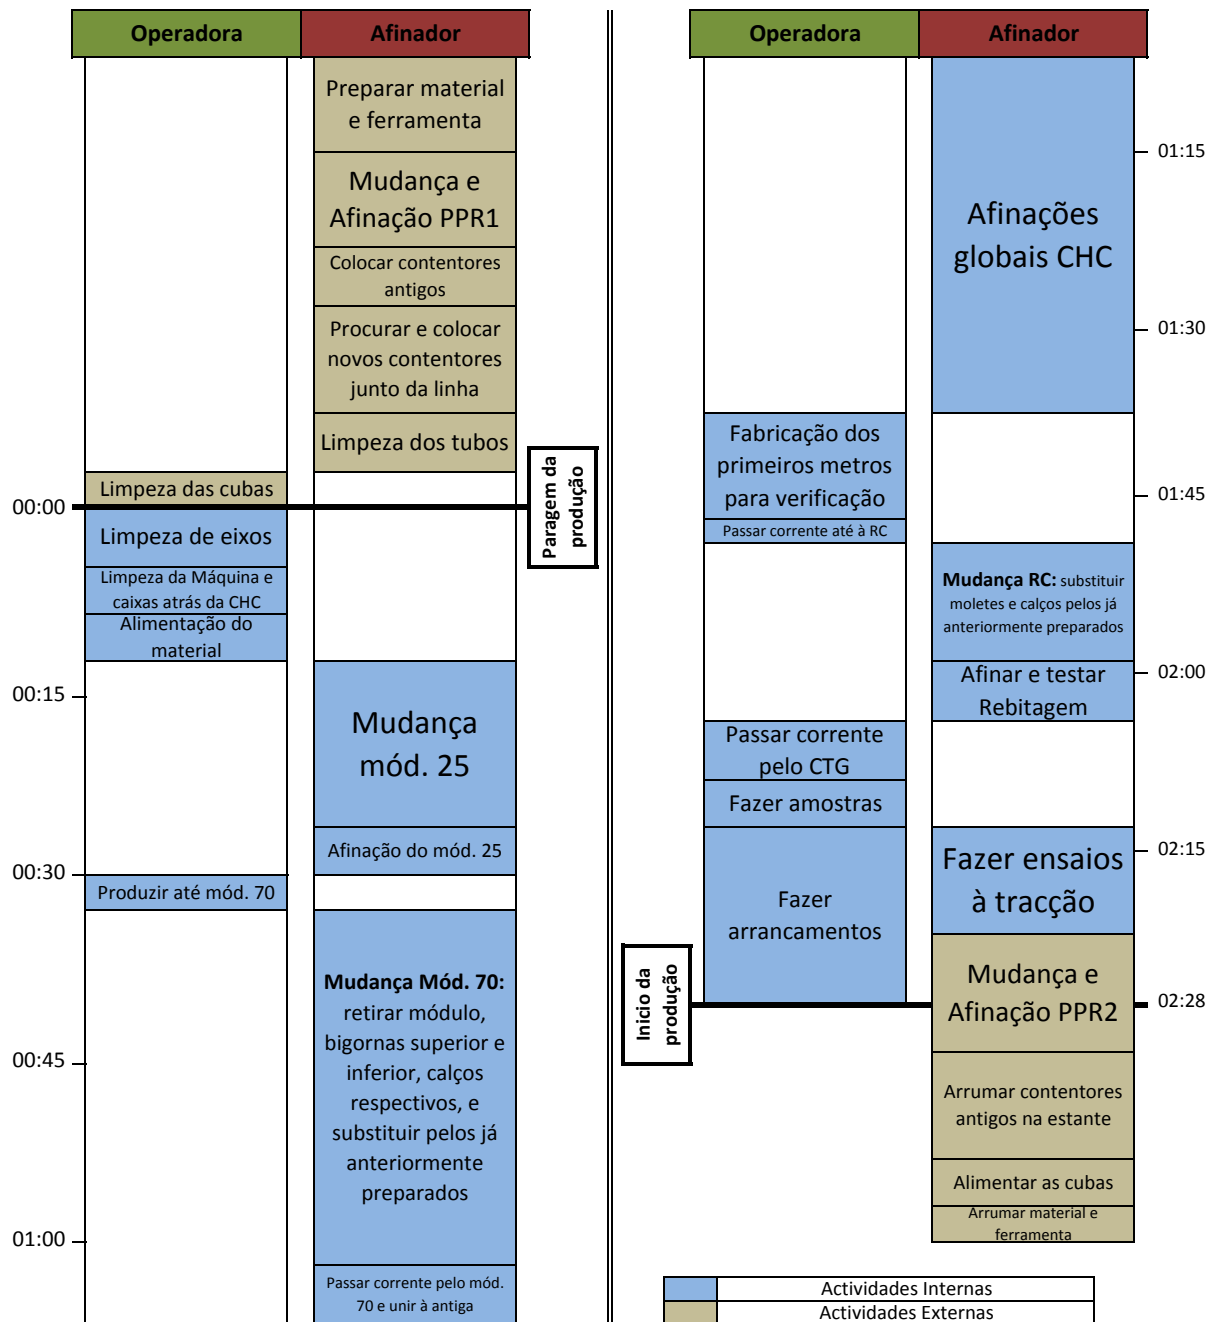 Operadora
Afinador
Preparar material
e ferramenta
Mudança e
Afinação PPR1
Colocar contentores
antigos
Procurar e colocar
novos contentores
junto da linha
Limpeza dos tubos
Limpeza das cubas
00:00
Paragem da
produção
Limpeza de eixos
Limpeza da Máquina e
caixas atrás da CHC
Alimentação do
material
00:15
Mudança
mód. 25
Afinação do mód. 25
00:30
Produzir até mód. 70
Mudança Mód. 70:
retirar módulo,
bigornas superior e
inferior, calços
respectivos, e
substituir pelos já
anteriormente
preparados
00:45
01:00
Passar corrente pelo mód.
70 e unir à antiga
Operadora
Afinador
01:15
Afinações
globais CHC
01:30
Fabricação dos
primeiros metros
para verificação
01:45
Passar corrente até à RC
Mudança RC: substituir
moletes e calços pelos já
anteriormente preparados
02:00
Afinar e testar
Rebitagem
Passar corrente
pelo CTG
Fazer amostras
02:15
Fazer ensaios
à tracção
Fazer
arrancamentos
Inicio da
produção
Mudança e
Afinação PPR2
02:28
Arrumar contentores
antigos na estante
Alimentar as cubas
Arrumar material e
ferramenta
Actividades Internas
Actividades Externas